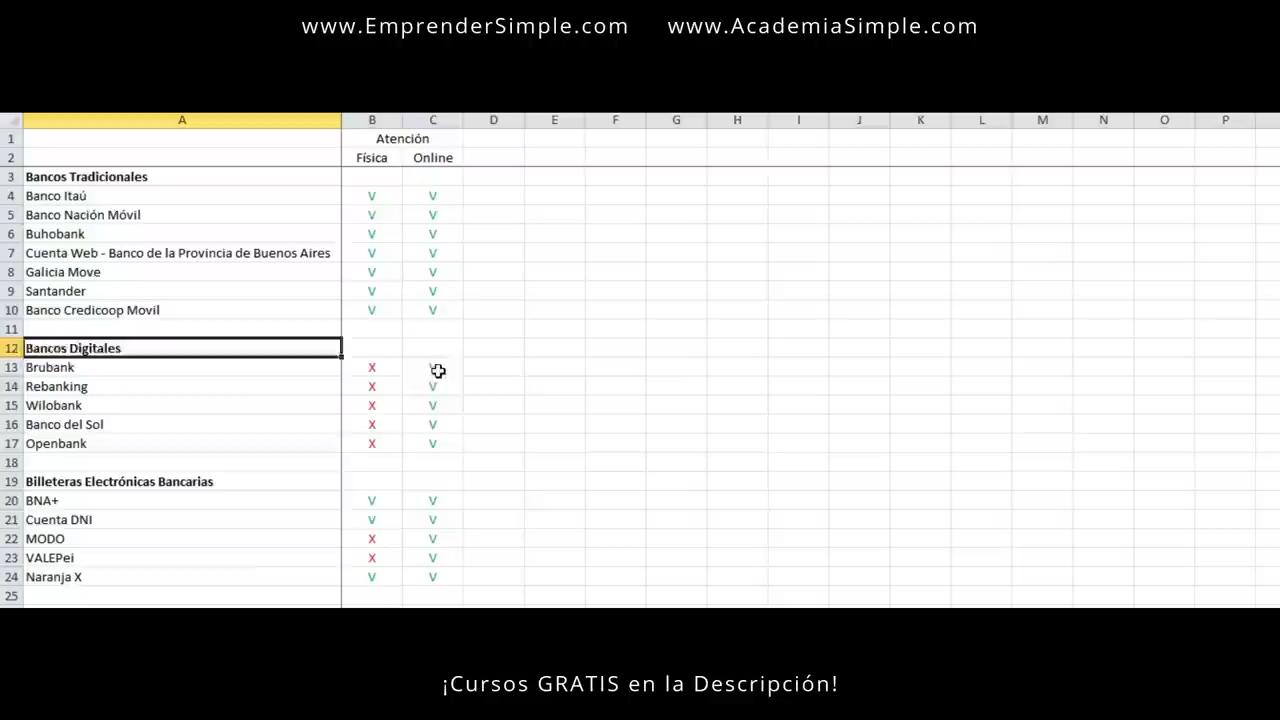 www.EmprenderSimple.com www.AcademiaSimple.com
A B C D E F G H I J K L M N O P
1 Atención
2 Física Online
3 Bancos Tradicionales
4 Banco Itaú V V
5 Banco Nación Móvil V V
6 Buhobank V V
7 Cuenta Web - Banco de la Provincia de Buenos Aires V V
8 Galicia Move V V
9 Santander V V
10 Banco Credicoop Movil V V
11
12 Bancos Digitales
13 Brubank X
14 Rebanking X V
15 Wilobank X V
16 Banco del Sol X V
17 Openbank X V
18
19 Billeteras Electrónicas Bancarias
20 BNA+ V V
21 Cuenta DNI V V
22 MODO X V
23 VALEPei X V
24 Naranja X V V
25
¡Cursos GRATIS en la Descripción!